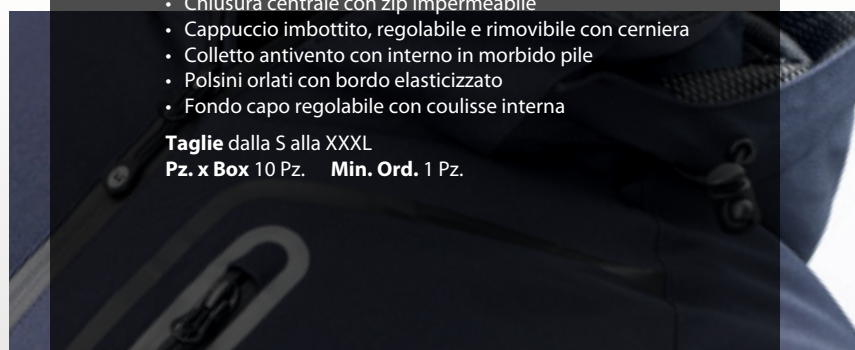 • Chiusura centrale con zip impermeabile
• Cappuccio imbottito, regolabile e rimovibile con cerniera
• Colletto antivento con interno in morbido pile
• Polsini orlati con bordo elasticizzato
• Fondo capo regolabile con coulisse interna
Taglie dalla S alla XXXL
Pz. x Box 10 Pz. Min. Ord. 1 Pz.